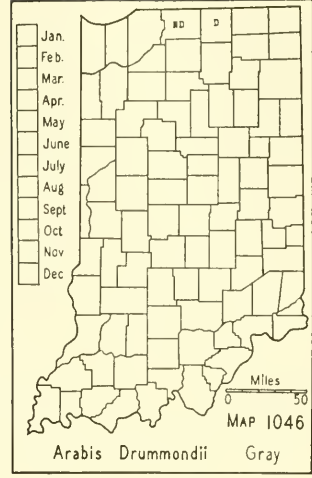 Jan.
Feb.
Mar.
Apr.
May
June
July
Aug
Sept
Oct
Nov
Dec
ND D
Miles
0 50
MAP 1046
Arabis Drummondii Gray